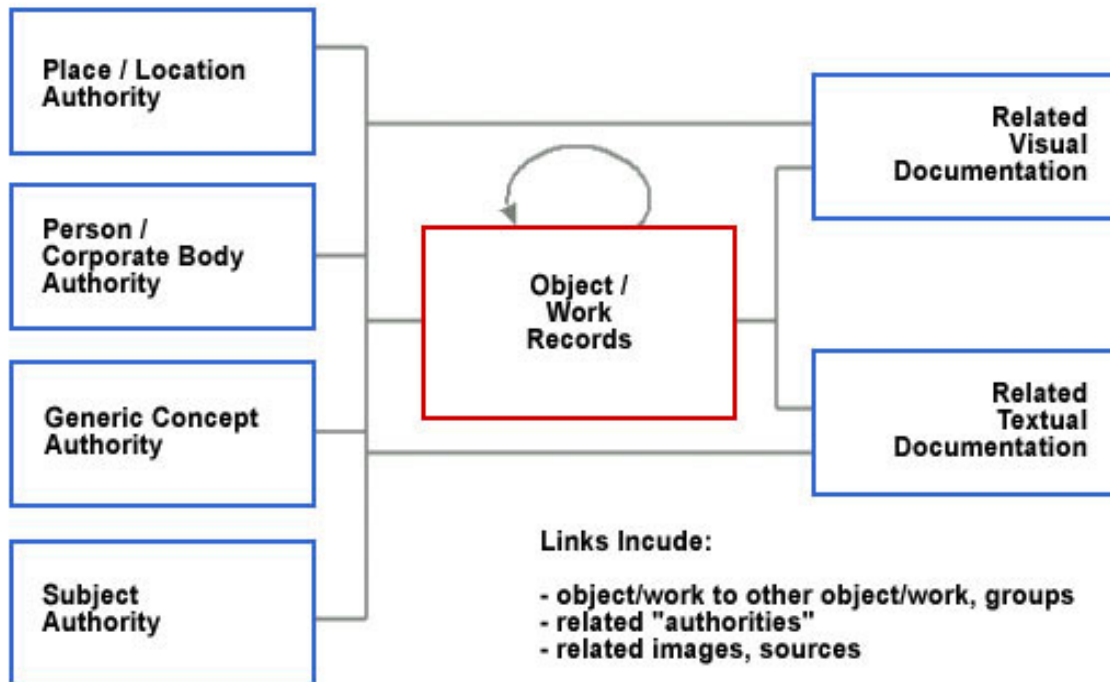 Place / Location
Authority
Person /
Corporate Body
Authority
Generic Concept
Authority
Subject
Authority
Object /
Work
Records
Related
Visual
Documentation
Related
Textual
Documentation
Links Incude:
- object/work to other object/work, groups
- related "authorities"
- related images, sources